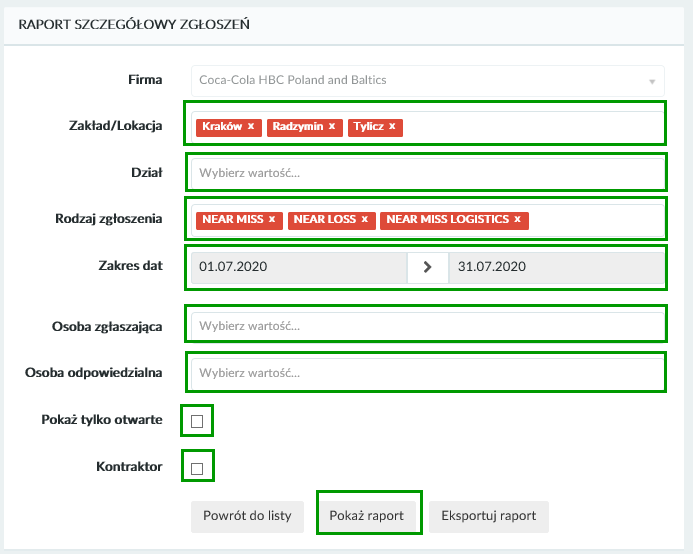 RAPORT SZCZEGÓŁOWY ZGŁOSZEŃ
Firma Coca-Cola HBC Poland and Baltics
Zakład/Lokacja Kraków x Radzymin x Tylicz x
Dział Wybierz wartość...
Rodzaj zgłoszenia NEAR MISS x NEAR LOSS x NEAR MISS LOGISTICS x
Zakres dat 01.07.2020 31.07.2020
Osoba zgłaszająca Wybierz wartość...
Osoba odpowiedzialna Wybierz wartość...
Pokaż tylko otwarte
Kontraktor
Powrót do listy Pokaż raport Eksportuj raport